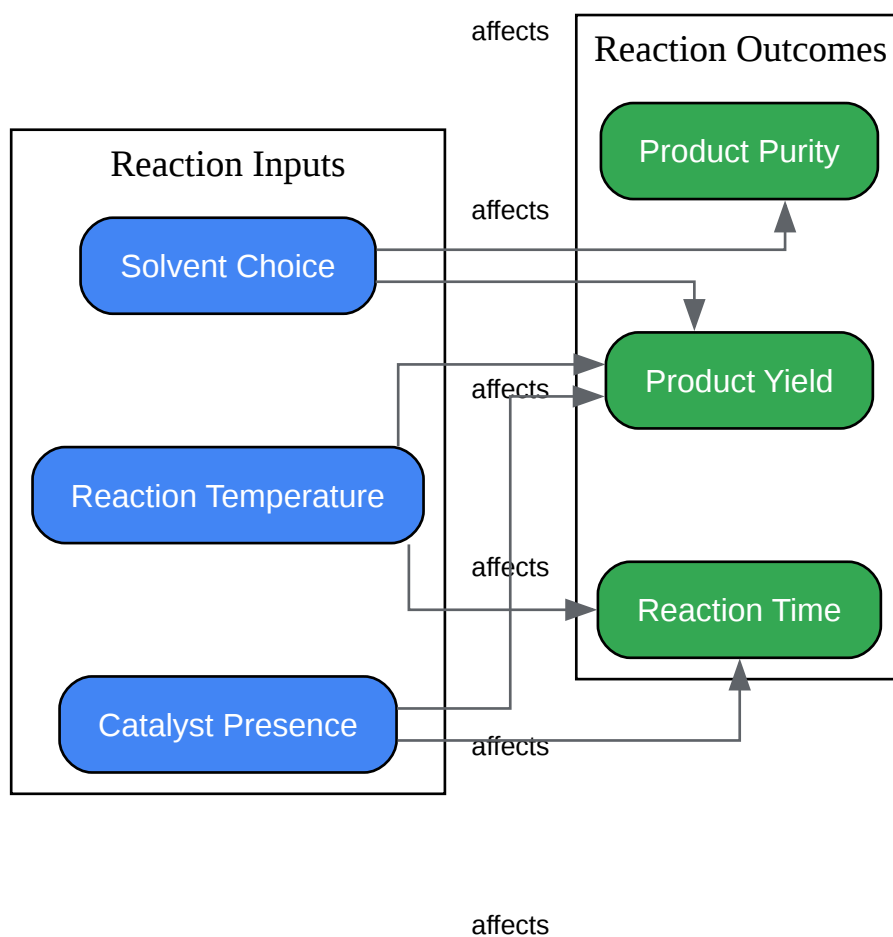 affects
Reaction Outcomes
Product Purity
Reaction Inputs
affects
Solvent Choice
affects
Product Yield
Reaction Temperature
affects
Reaction Time
Catalyst Presence
affects
affects